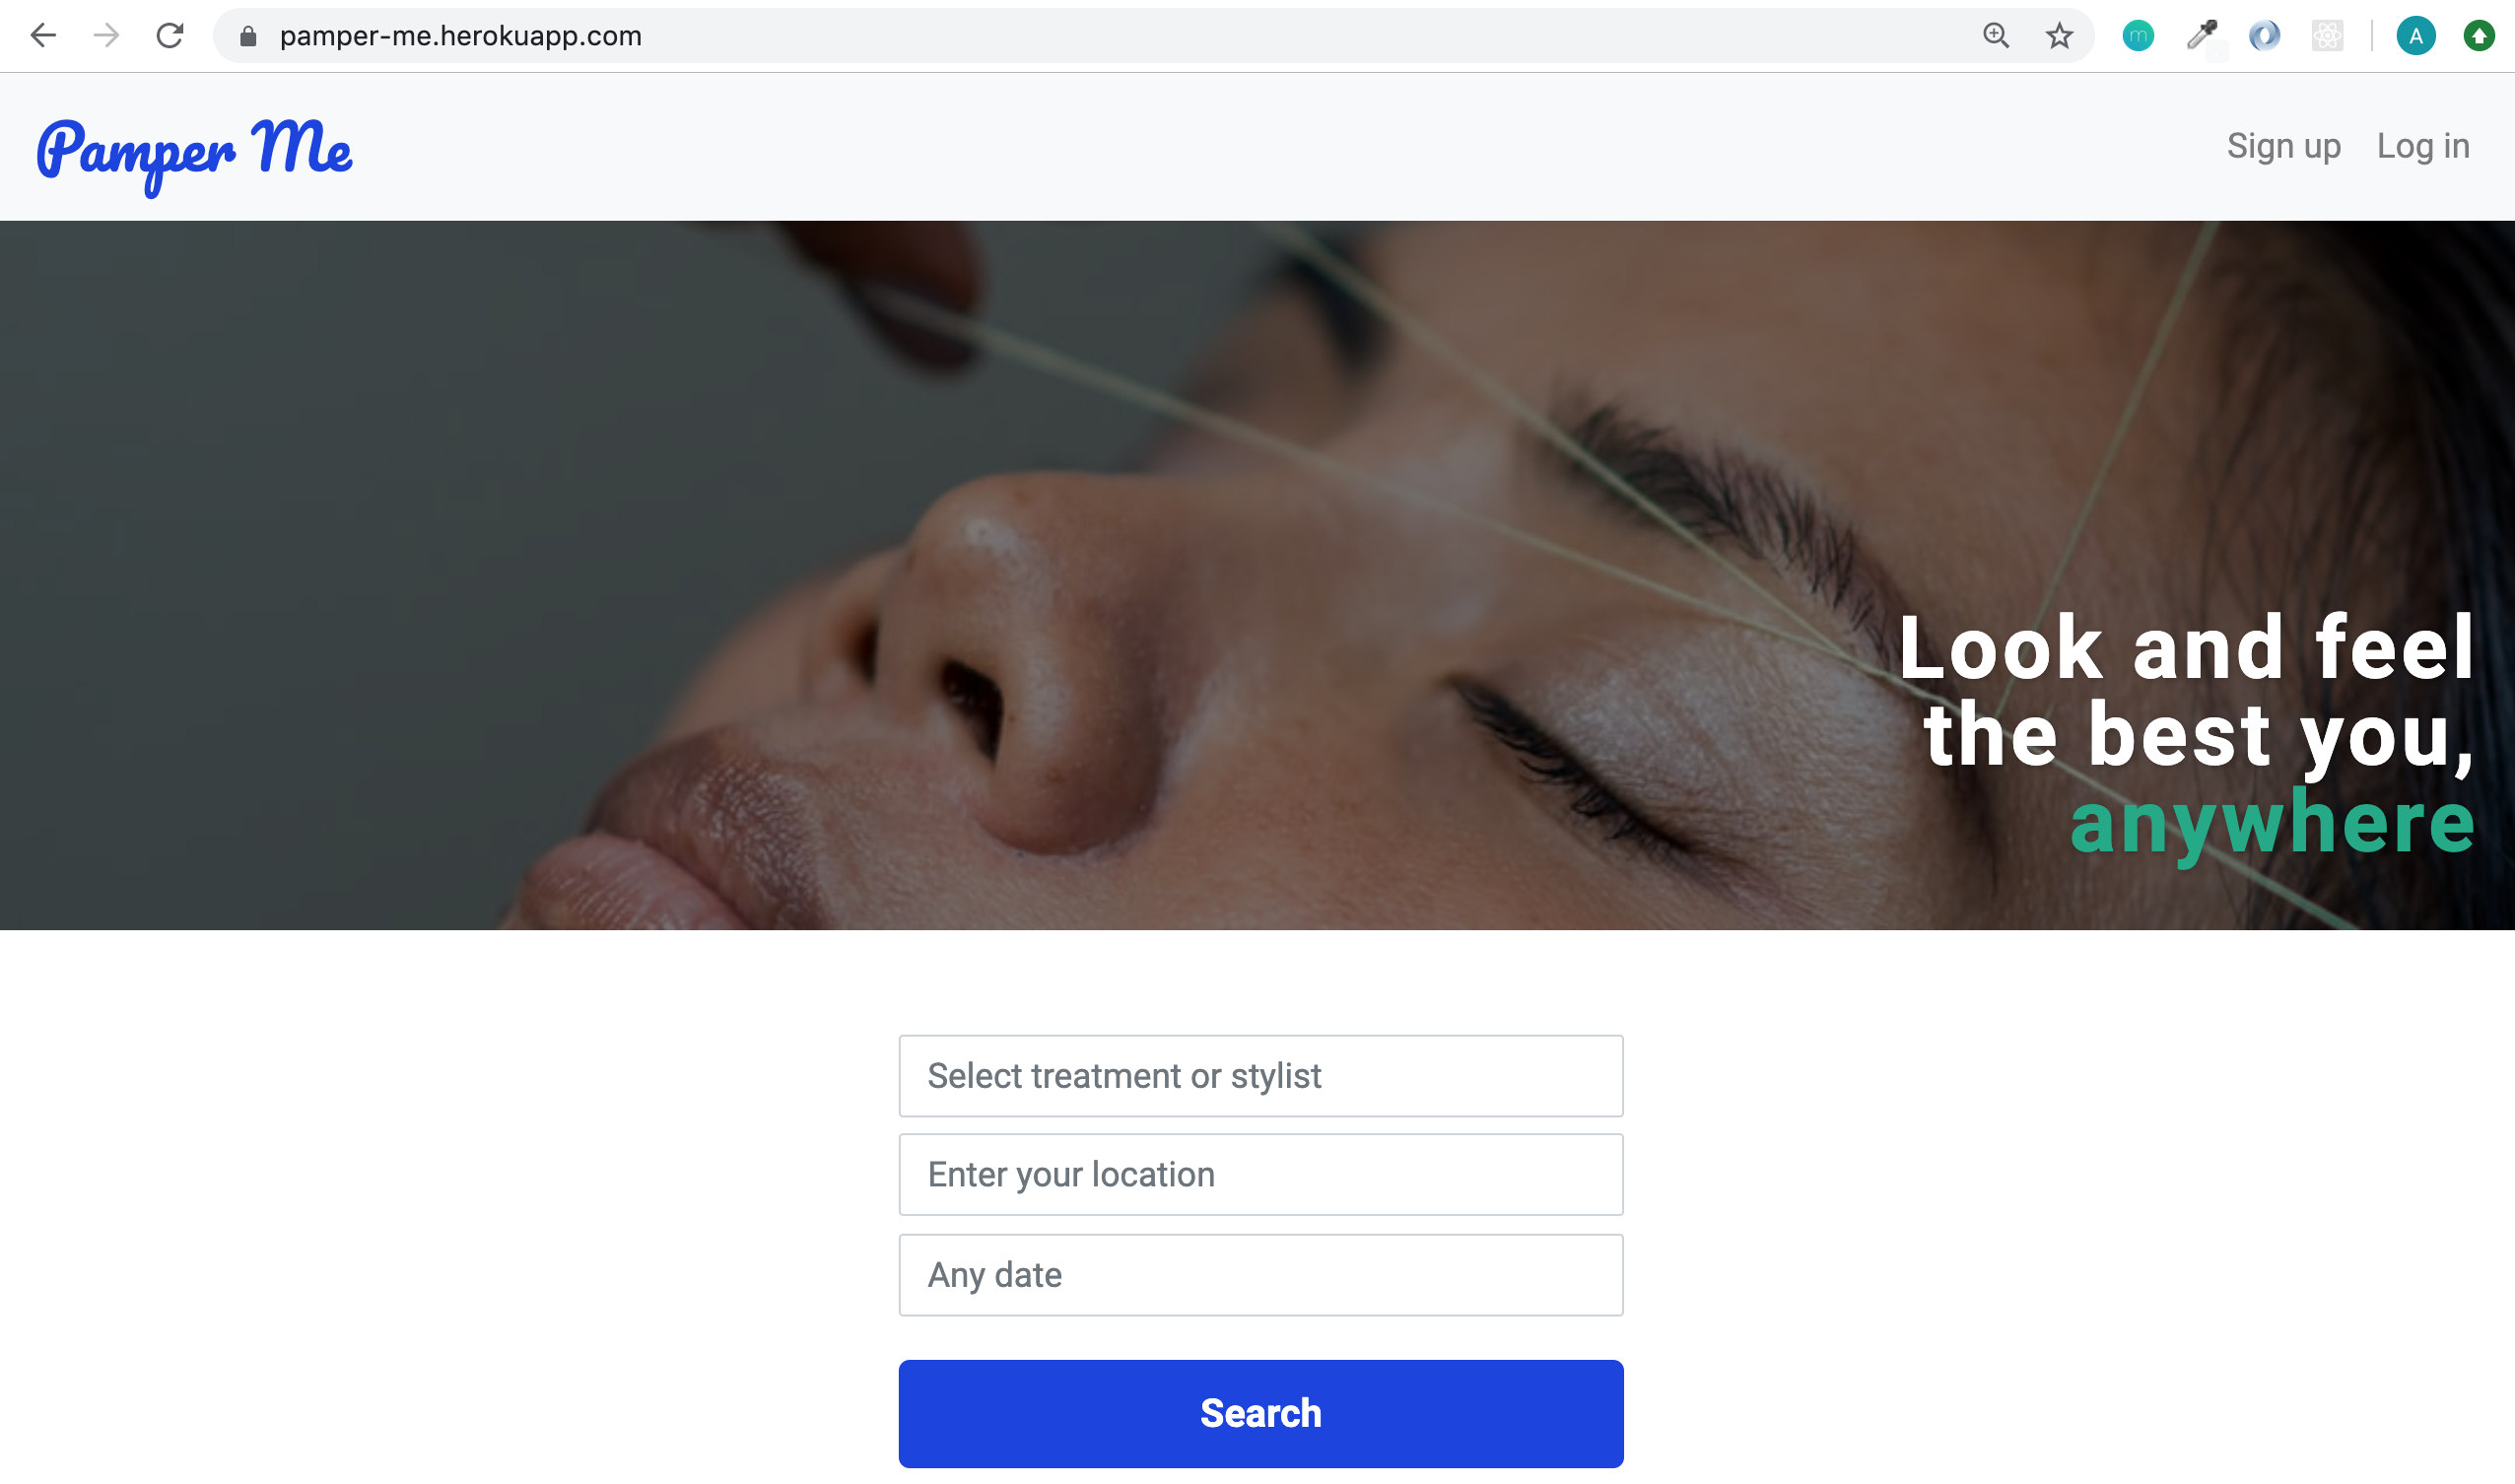 pamper-me.herokuapp.com
m
A
Pamper Me
Sign up
Log in
Look and feel
the best you,
anywhere
Select treatment or stylist
Enter your location
Any date
Search